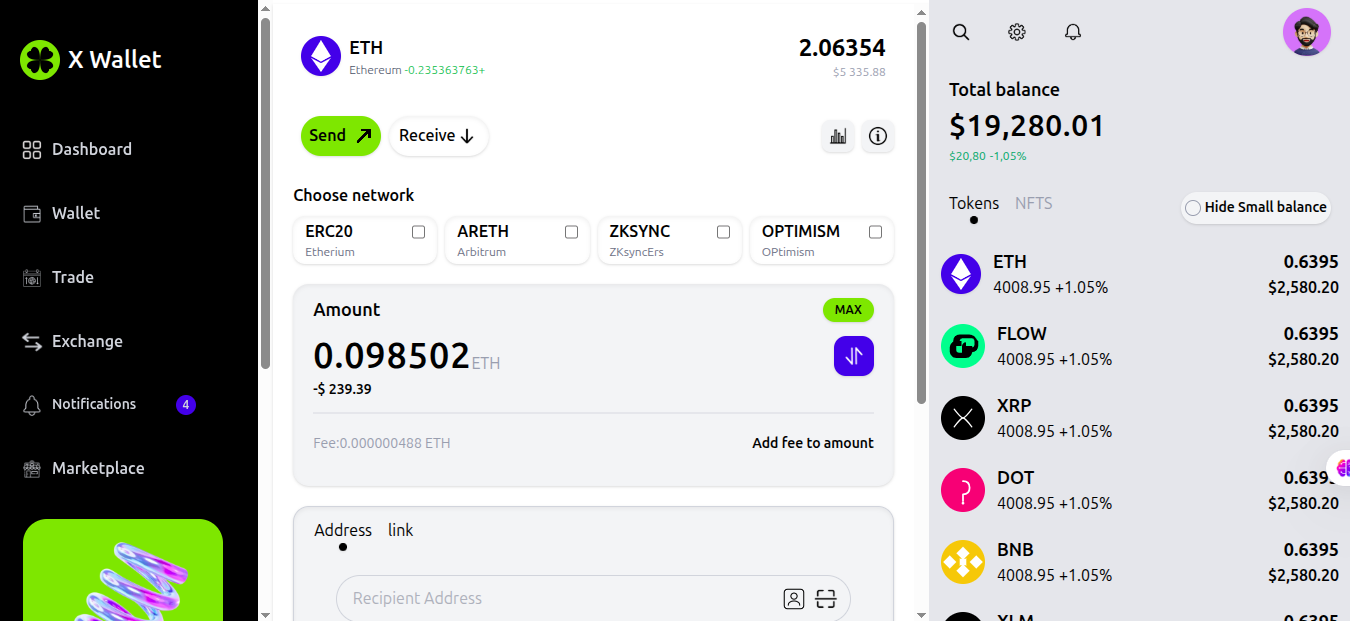 X Wallet
Dashboard
Wallet
Trade
Exchange
Notifications 4
Marketplace
ETH
Ethereum -0.235363763+
2.06354
$5 335.88
Send
Receive
Choose network
ERC20
Etherium
ARETH
Arbitrum
ZKSYNC
ZKsyncErs
OPTIMISM
OPtimism
Amount
MAX
0.098502 ETH
-$ 239.39
Fee:0.000000488 ETH
Add fee to amount
Address link
Recipient Address
Total balance
$19,280.01
$20,80 -1,05%
Tokens NFTS
Hide Small balance
ETH 0.6395
4008.95 +1.05% $2,580.20
FLOW 0.6395
4008.95 +1.05% $2,580.20
XRP 0.6395
4008.95 +1.05% $2,580.20
DOT 0.6395
4008.95 +1.05% $2,580.20
BNB 0.6395
4008.95 +1.05% $2,580.20
XLM 0.6395